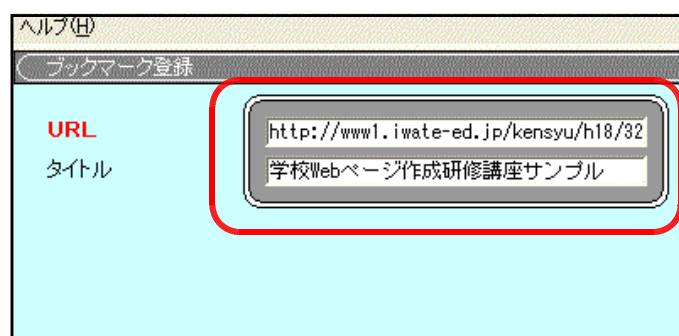 ヘルプ(H)
ブックマーク登録
URL
http://www1.iwate-ed.jp/kensyu/h18/32
タイトル
学校Webページ作成研修講座サンプル